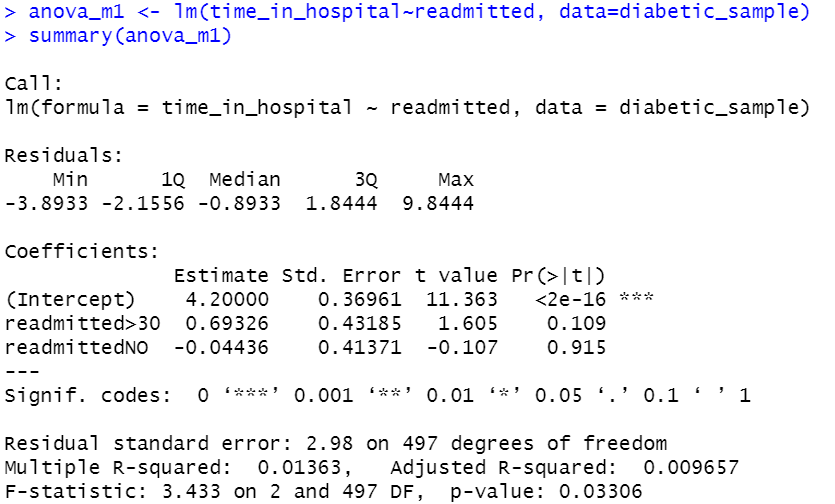 > anova_m1 <- lm(time_in_hospital~readmitted, data=diabetic_sample)
> summary(anova_m1)
Call:
lm(formula = time_in_hospital ~ readmitted, data = diabetic_sample)
Residuals:
    Min      1Q  Median      3Q     Max
-3.8933 -2.1556 -0.8933  1.8444  9.8444
Coefficients:
              Estimate Std. Error t value Pr(>|t|)
(Intercept)    4.20000    0.36961  11.363   <2e-16 ***
readmitted>30  0.69326    0.43185   1.605    0.109
readmittedNO  -0.04436    0.41371  -0.107    0.915
---
Signif. codes:  0 ‘***’ 0.001 ‘**’ 0.01 ‘*’ 0.05 ‘.’ 0.1 ‘ ’ 1
Residual standard error: 2.98 on 497 degrees of freedom
Multiple R-squared:  0.01363,   Adjusted R-squared:  0.009657
F-statistic: 3.433 on 2 and 497 DF,  p-value: 0.03306